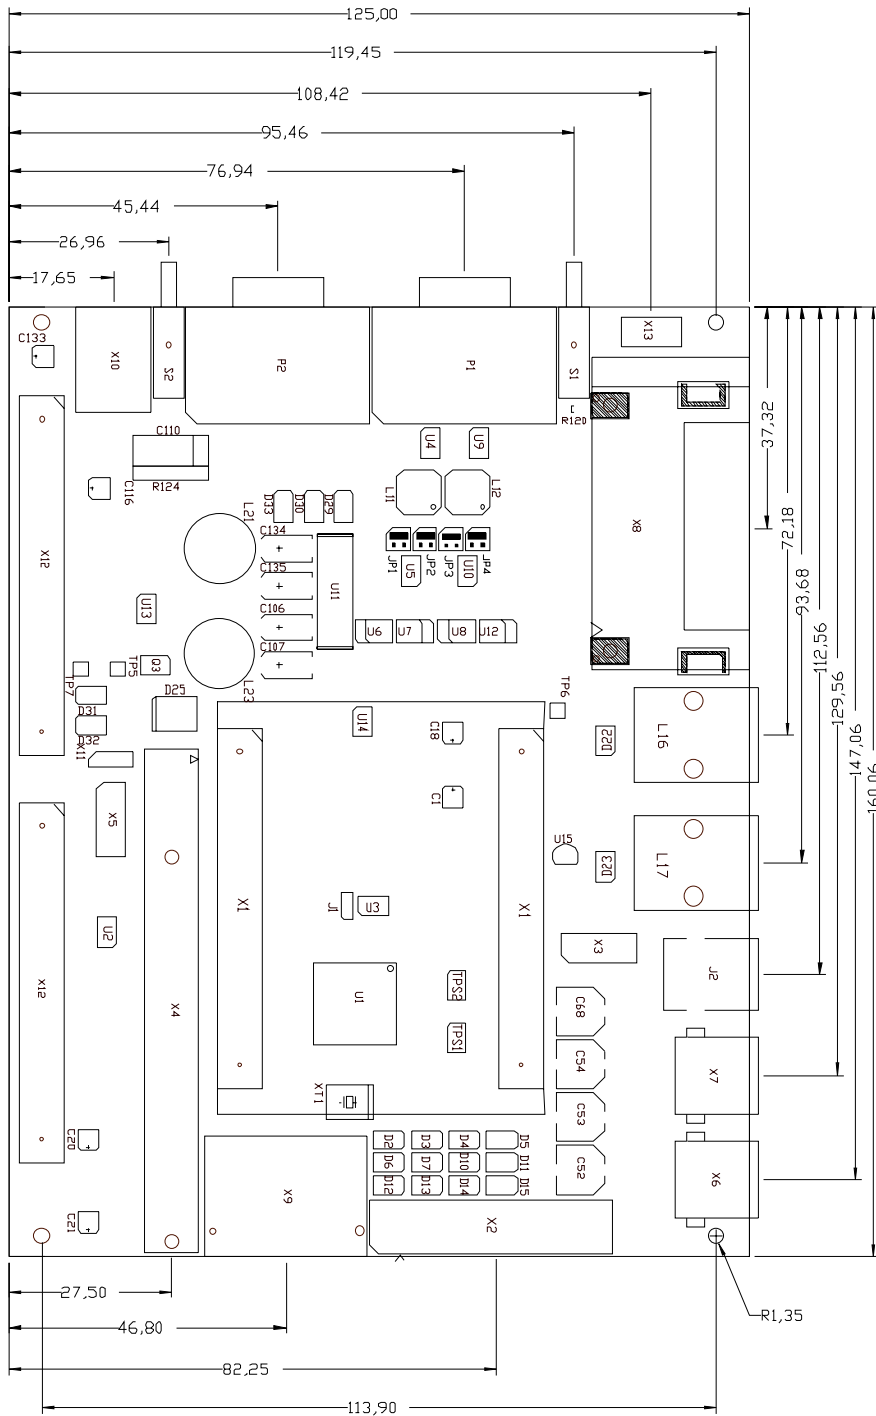 125,00
119,45
108,42
95,46
76,94
45,44
26,96
17,65
C133
X10
S2
P2
P1
S1
X13
R120
37,32
C110
U4
U9
R124
C116
L11
L12
D33
D30
D29
L21
C134
X8
72,18
X12
JP1
JP2
JP3
JP4
C135
U5
U10
U11
93,68
U13
C106
U6
U7
U8
U12
112,56
C107
Q3
TP5
TP7
L23
TP6
D25
129,56
D31
D32
U14
C18
D22
L16
X11
147,06
160,06
C1
X5
U15
D23
L17
X1
J1
U3
X1
U2
X3
X12
X4
U1
TPS2
J2
C68
TPS1
C54
X7
XT1
C53
C20
D2
D3
D4
D5
D6
D7
D10
D11
C52
D12
D13
D14
D15
X6
X9
X2
C21
27,50
R1,35
46,80
82,25
113,90